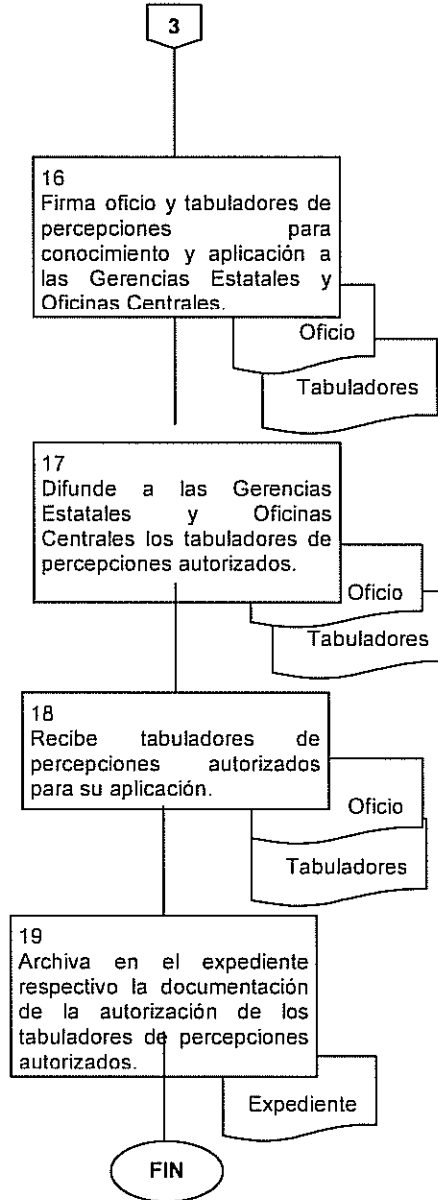 3
16
Firma oficio y tabuladores de
percepciones para
conocimiento y aplicación a
las Gerencias Estatales y
Oficinas Centrales.
Oficio
Tabuladores
17
Difunde a las Gerencias
Estatales y Oficinas
Centrales los tabuladores de
percepciones autorizados.
Oficio
Tabuladores
18
Recibe tabuladores de
percepciones autorizados
para su aplicación.
Oficio
Tabuladores
19
Archiva en el expediente
respectivo la documentación
de la autorización de los
tabuladores de percepciones
autorizados.
Expediente
FIN